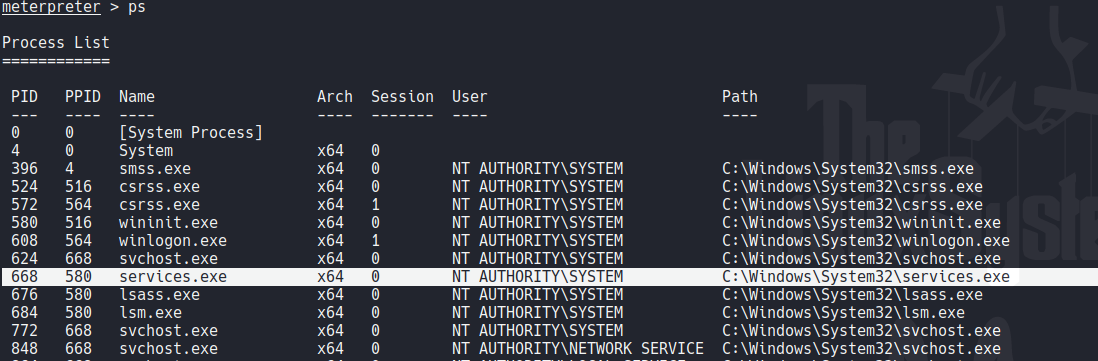 meterpreter > ps
Process List
============
PID PPID Name Arch Session User Path
--- ---- ---- ---- ------- ---- ----
0 0 [System Process]
4 0 System x64 0
396 4 smss.exe x64 0 NT AUTHORITY\SYSTEM C:\Windows\System32\smss.exe
524 516 csrss.exe x64 0 NT AUTHORITY\SYSTEM C:\Windows\System32\csrss.exe
572 564 csrss.exe x64 1 NT AUTHORITY\SYSTEM C:\Windows\System32\csrss.exe
580 516 wininit.exe x64 0 NT AUTHORITY\SYSTEM C:\Windows\System32\wininit.exe
608 564 winlogon.exe x64 1 NT AUTHORITY\SYSTEM C:\Windows\System32\winlogon.exe
624 668 svchost.exe x64 0 NT AUTHORITY\SYSTEM C:\Windows\System32\svchost.exe
668 580 services.exe x64 0 NT AUTHORITY\SYSTEM C:\Windows\System32\services.exe
676 580 lsass.exe x64 0 NT AUTHORITY\SYSTEM C:\Windows\System32\lsass.exe
684 580 lsm.exe x64 0 NT AUTHORITY\SYSTEM C:\Windows\System32\lsm.exe
772 668 svchost.exe x64 0 NT AUTHORITY\SYSTEM C:\Windows\System32\svchost.exe
848 668 svchost.exe x64 0 NT AUTHORITY\NETWORK SERVICE C:\Windows\System32\svchost.exe
The